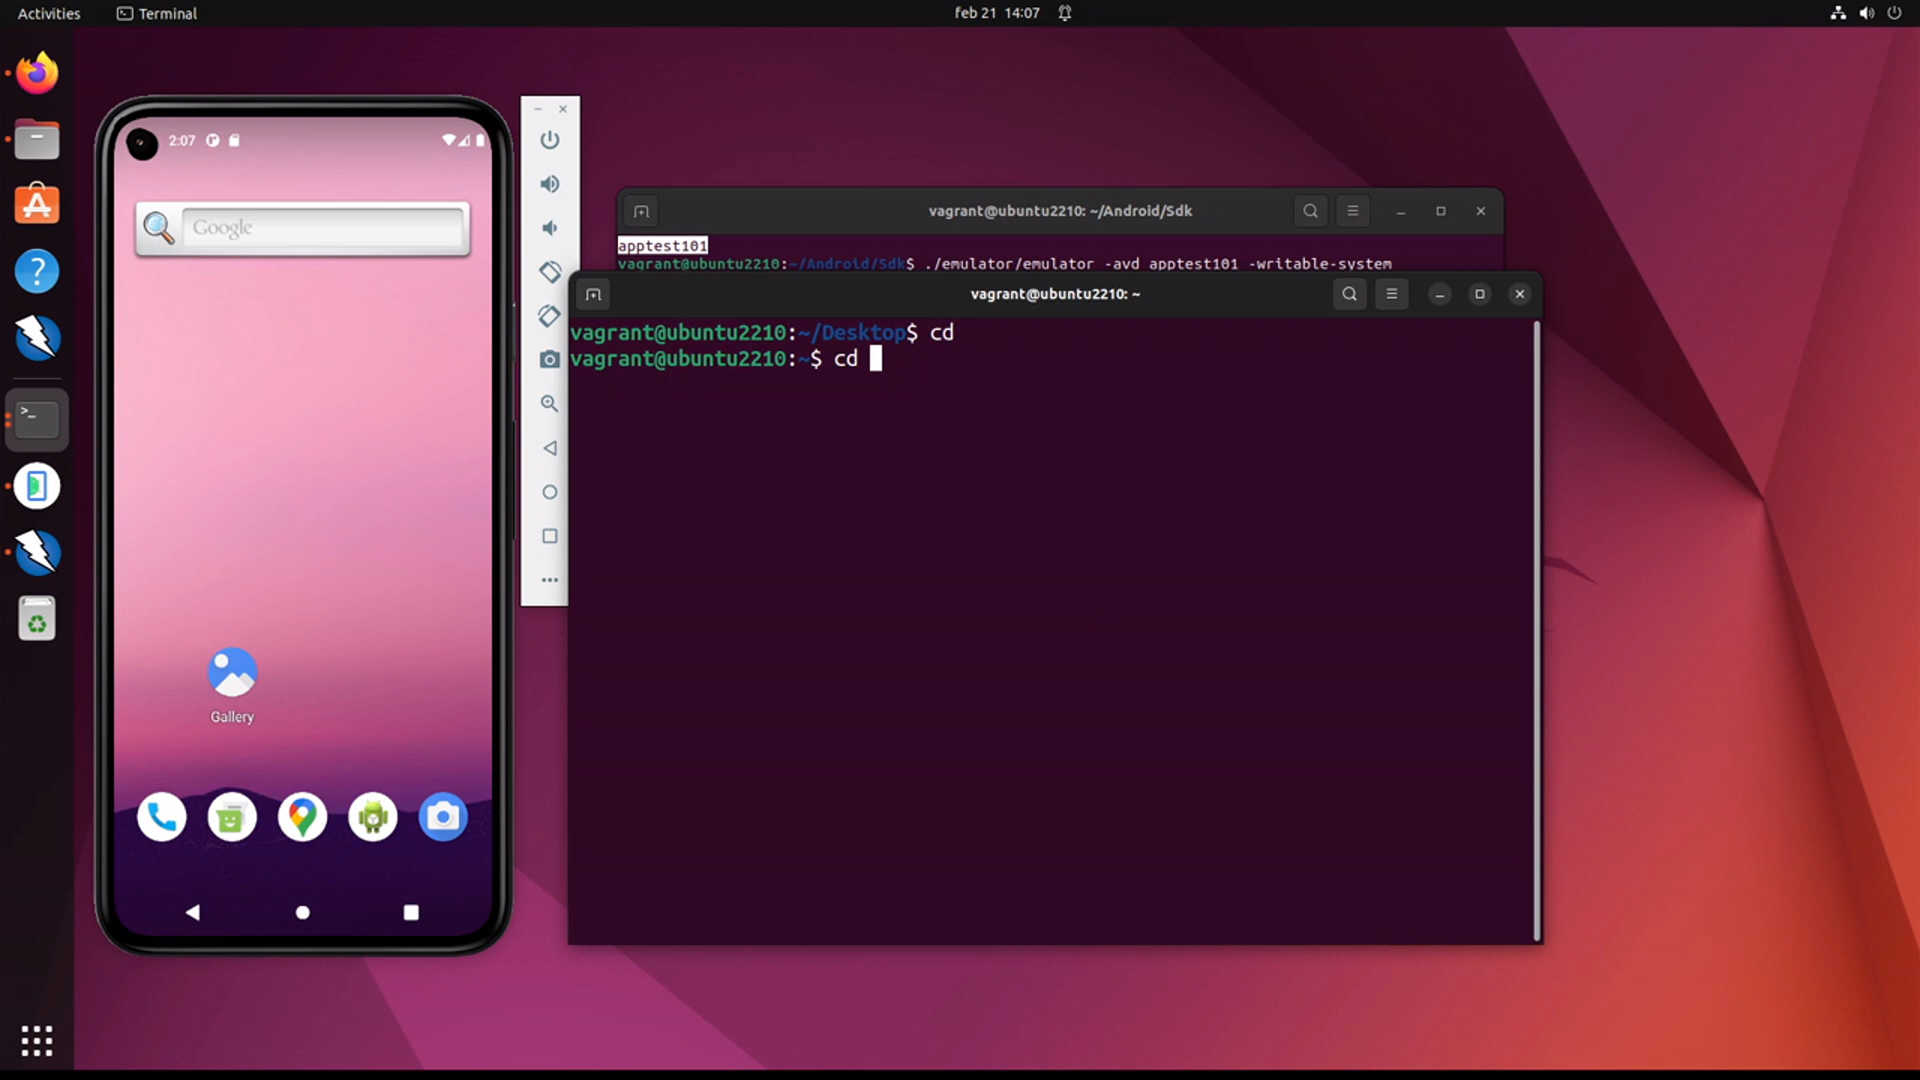 Activities
Terminal
feb 21 14:07
2:07
Google
Gallery
vagrant@ubuntu2210: ~/Android/Sdk
apptest101
vagrant@ubuntu2210:~/Android/Sdk$ ./emulator/emulator -avd apptest101 -writable-system
vagrant@ubuntu2210: ~
vagrant@ubuntu2210:~/Desktop$ cd
vagrant@ubuntu2210:~$ cd